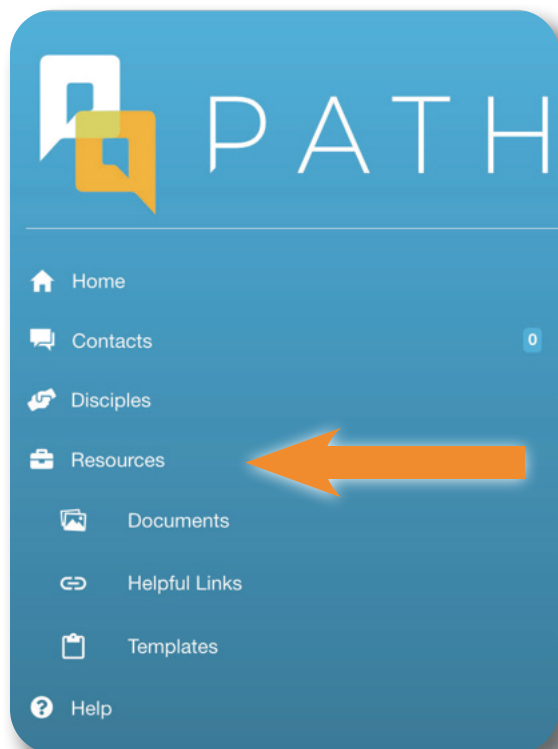 PATH
Home
Contacts 0
Disciples
Resources
Documents
Helpful Links
Templates
Help